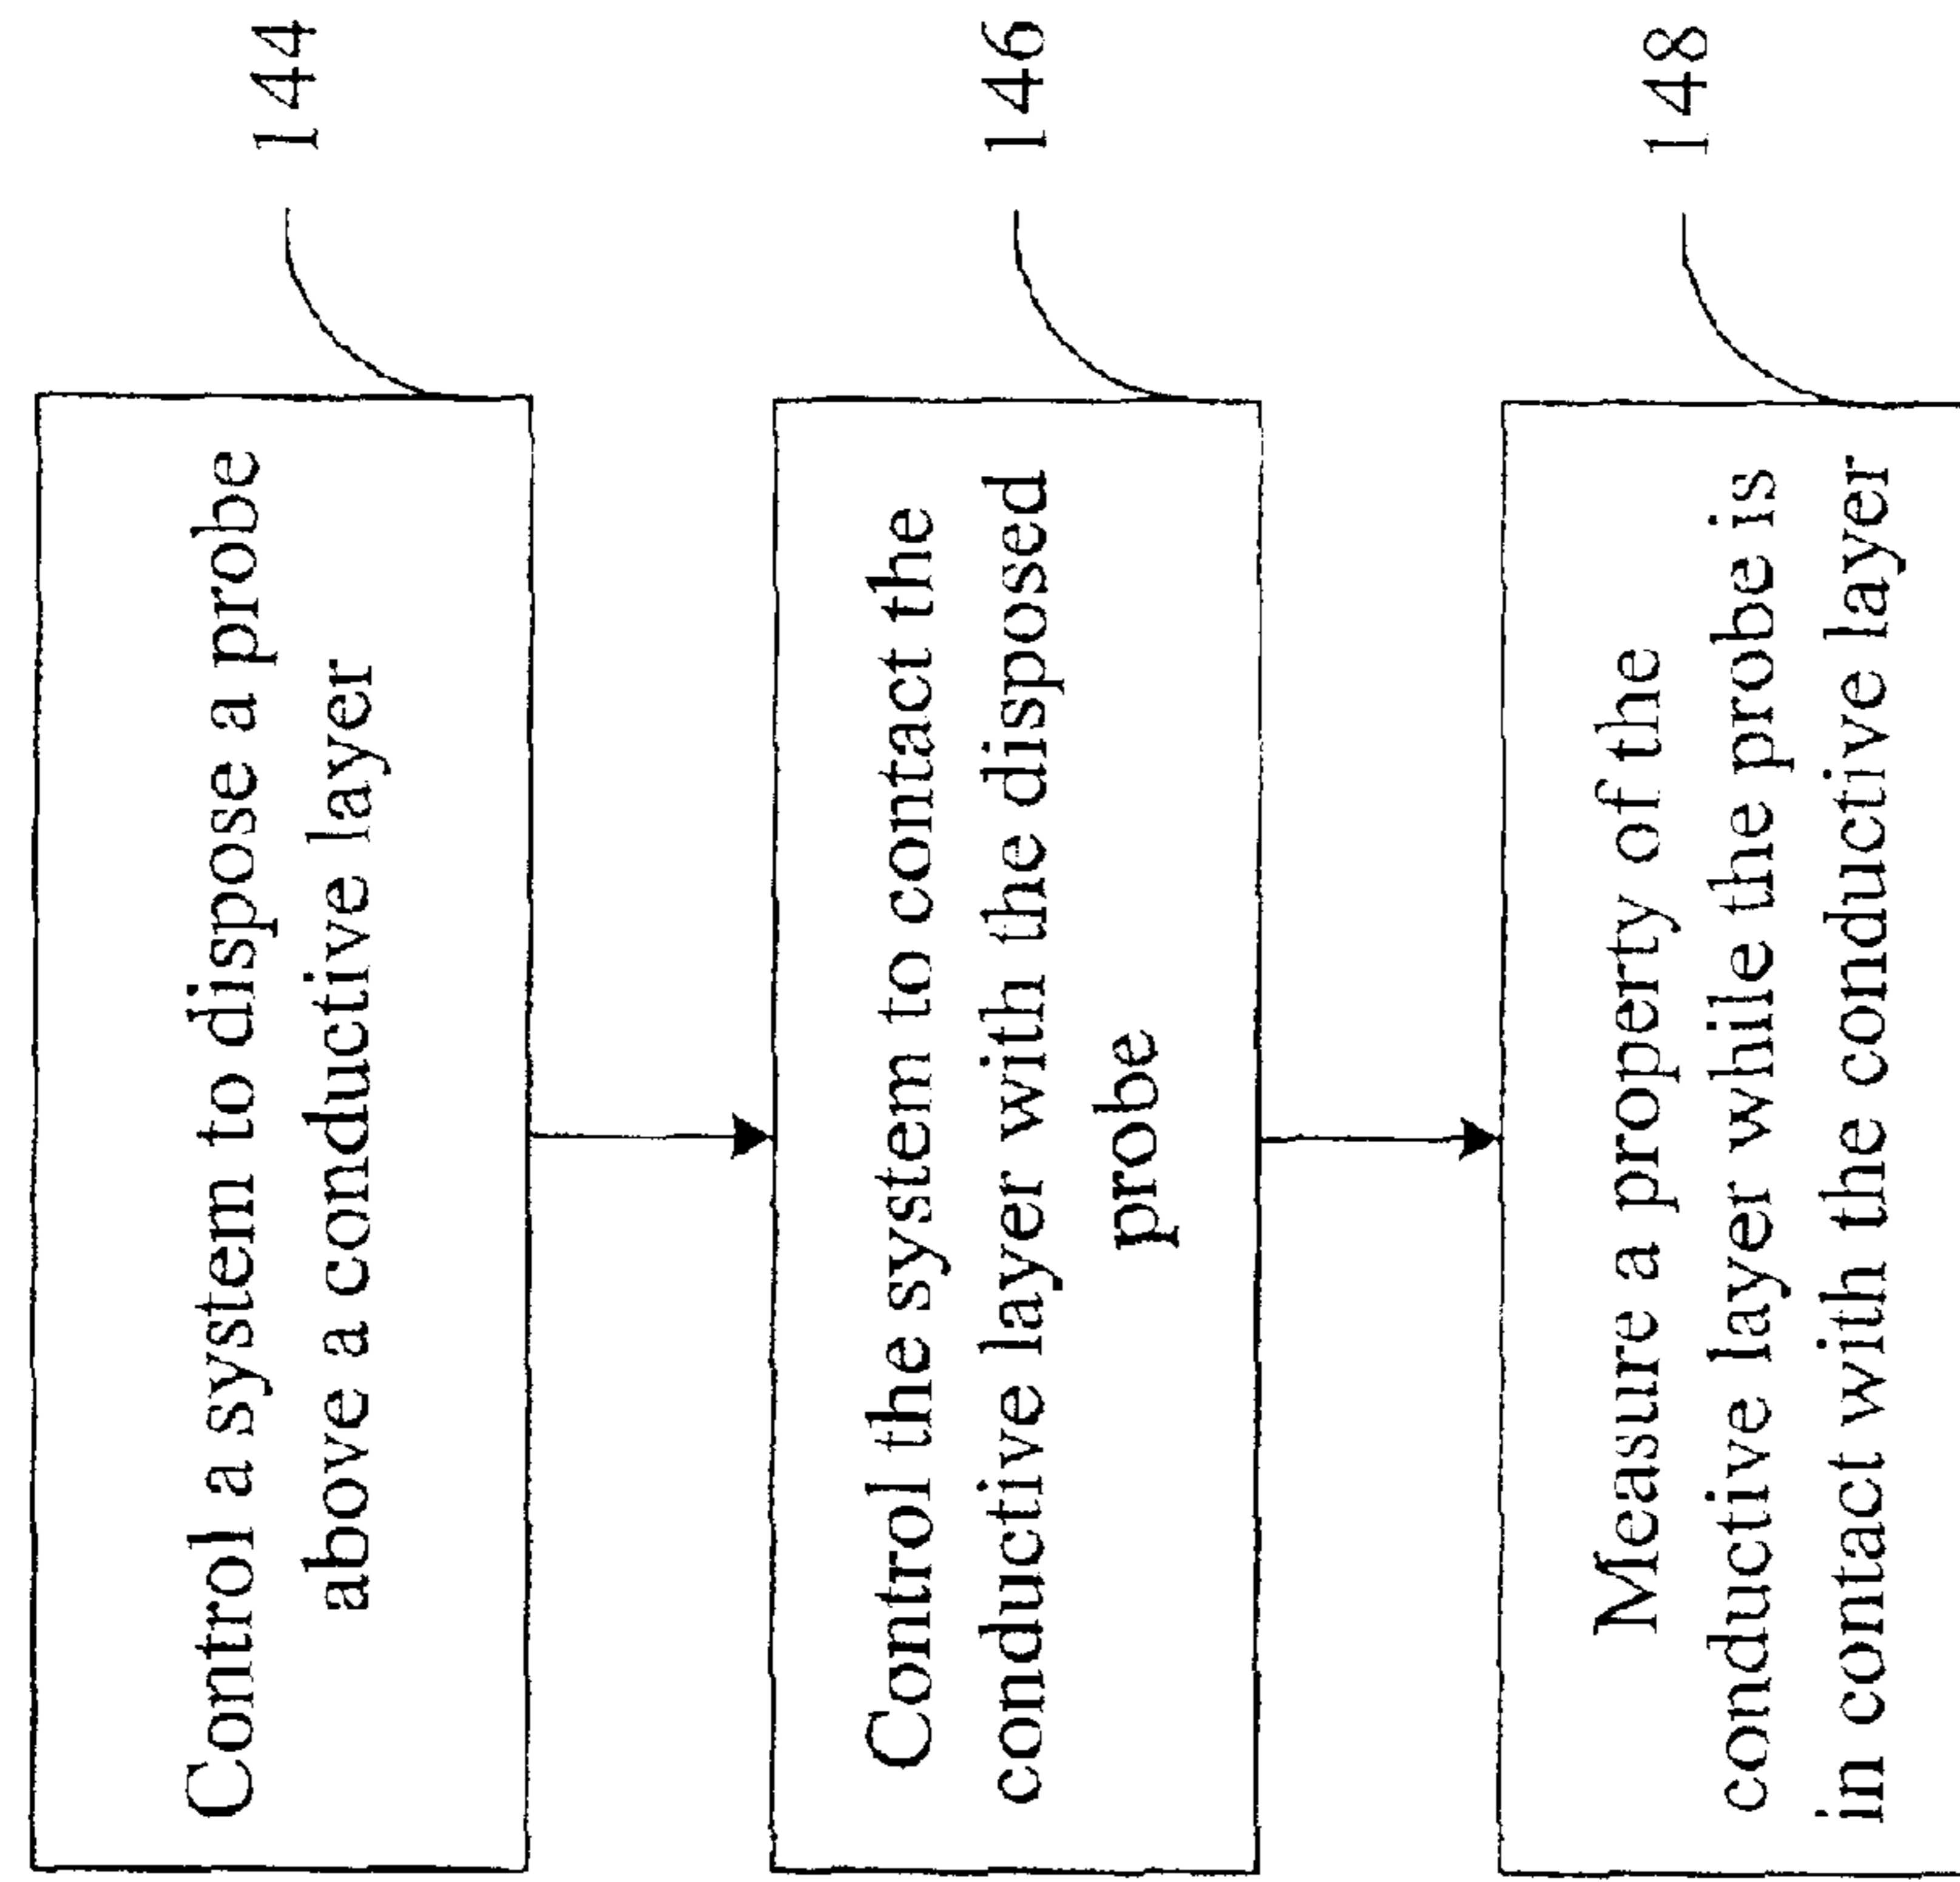 Control a system to dispose a probe
above a conductive layer
144
Control the system to contact the
conductive layer with the disposed
probe
146
Measure a property of the
conductive layer while the probe is
in contact with the conductive layer
148